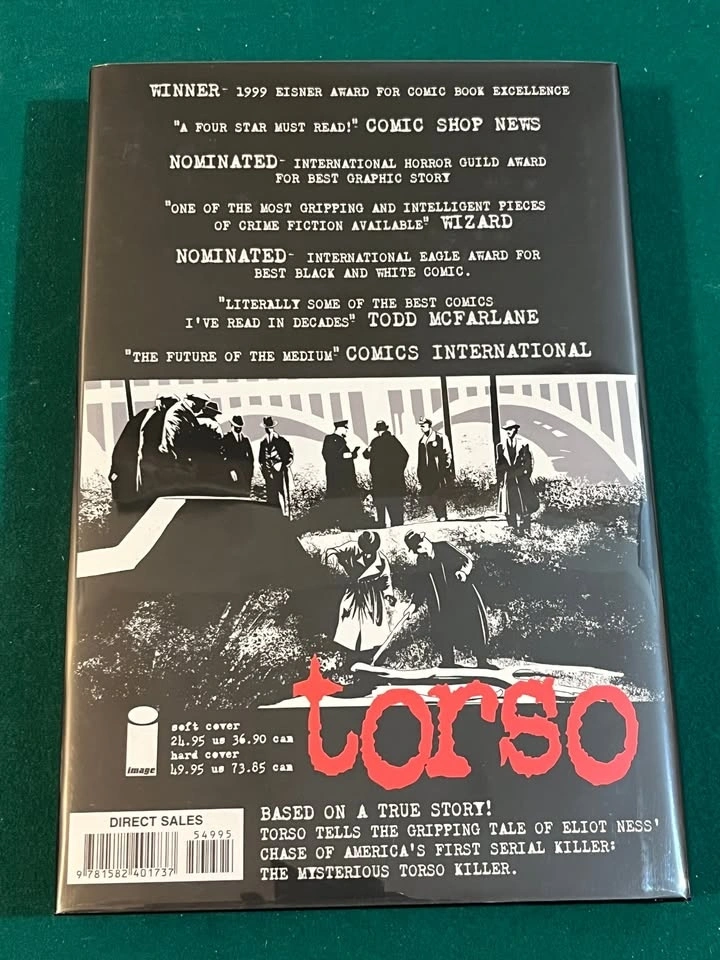 WINNER- 1999 EISNER AWARD FOR COMIC BOOK EXCELLENCE
"A FOUR STAR MUST READ!"- COMIC SHOP NEWS
NOMINATED- INTERNATIONAL HORROR GUILD AWARD
FOR BEST GRAPHIC STORY
"ONE OF THE MOST GRIPPING AND INTELLIGENT PIECES
OF CRIME FICTION AVAILABLE" WIZARD
NOMINATED- INTERNATIONAL EAGLE AWARD FOR
BEST BLACK AND WHITE COMIC.
"LITERALLY SOME OF THE BEST COMICS
I'VE READ IN DECADES" TODD MCFARLANE
"THE FUTURE OF THE MEDIUM" COMICS INTERNATIONAL
torso
image
soft cover
24.95 us 36.90 can
hard cover
49.95 us 73.85 can
DIRECT SALES
54995
9 781582 401737
BASED ON A TRUE STORY!
TORSO TELLS THE GRIPPING TALE OF ELIOT NESS'
CHASE OF AMERICA'S FIRST SERIAL KILLER:
THE MYSTERIOUS TORSO KILLER.